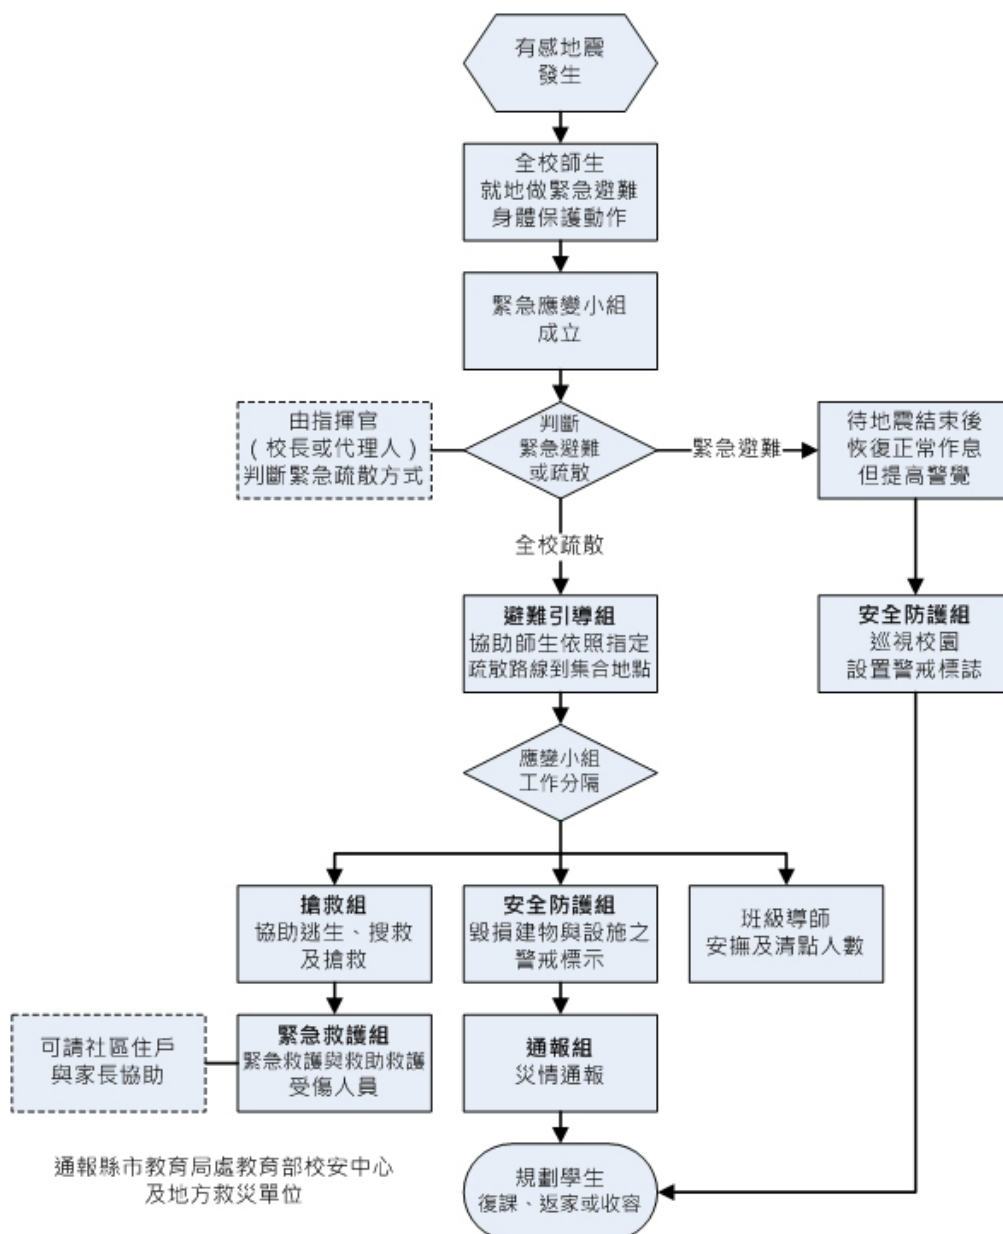 有感地震
發生
全校師生
就地做緊急避難
身體保護動作
緊急應變小組
成立
由指揮官
（校長或代理人）
判斷緊急疏散方式
判斷
緊急避難
或疏散
緊急避難
待地震結束後
恢復正常作息
但提高警覺
全校疏散
避難引導組
協助師生依照指定
疏散路線到集合地點
安全防護組
巡視校園
設置警戒標誌
應變小組
工作分隔
搶救組
協助逃生、搜救
及搶救
安全防護組
毀損建物與設施之
警戒標示
班級導師
安撫及清點人數
可請社區住戶
與家長協助
緊急救護組
緊急救護與救助救護
受傷人員
通報組
災情通報
通報縣市教育局處教育部校安中心
及地方救災單位
規劃學生
復課、返家或收容